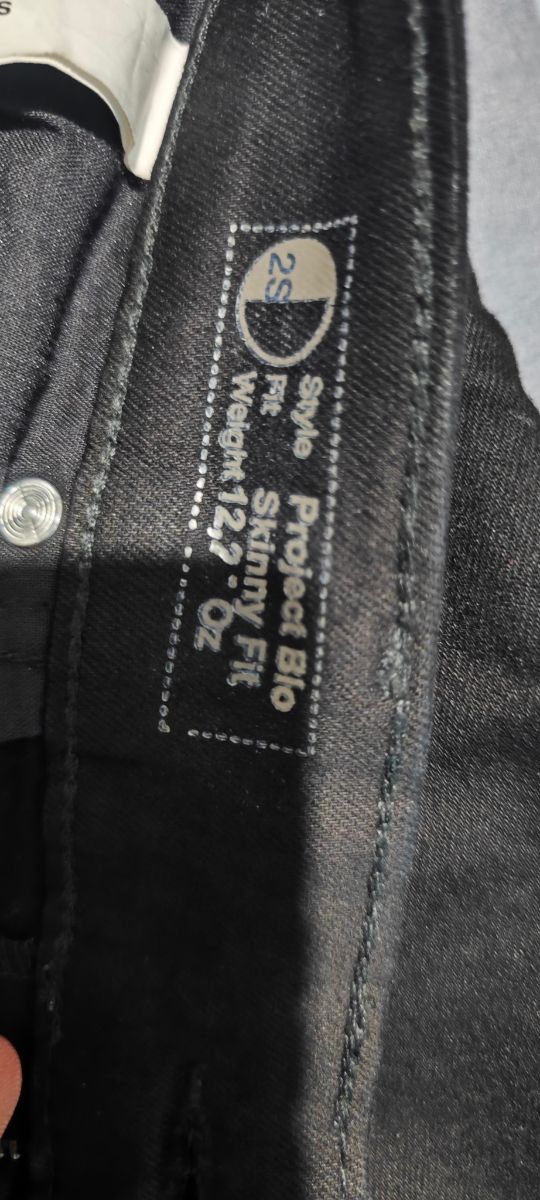 s
2S
Style Project Blo
Fit Skinny Fit
Weight 12,2 - Oz